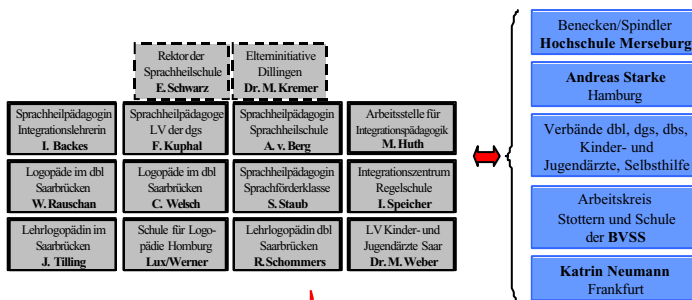 Rektor der
Sprachheilschule
E. Schwarz
Elterninitiative
Dillingen
Dr. M. Kremer
Sprachheilpädagogin
Integrationslehrerin
I. Backes
Sprachheilpädagoge
LV der dgs
F. Kuphal
Sprachheilpädagogin
Sprachheilschule
A. v. Berg
Arbeitsstelle für
Integrationspädagogik
M. Huth
Logopäde im dbl
Saarbrücken
W. Rauschan
Logopäde im dbl
Saarbrücken
C. Welsch
Sprachheilpädagogin
Sprachförderklasse
S. Staub
Integrationszentrum
Regelschule
I. Speicher
Lehrlogopädin im
Saarbrücken
J. Tilling
Schule für Logo-
pädie Homburg
Lux/Werner
Lehrlogopädin dbl
Saarbrücken
R. Schommers
LV Kinder- und
Jugendärzte Saar
Dr. M. Weber
Benecken/Spindler
Hochschule Merseburg
Andreas Starke
Hamburg
Verbände dbl, dgs, dbs,
Kinder- und
Jugendärzte, Selbsthilfe
Arbeitskreis
Stottern und Schule
der BVSS
Katrin Neumann
Frankfurt